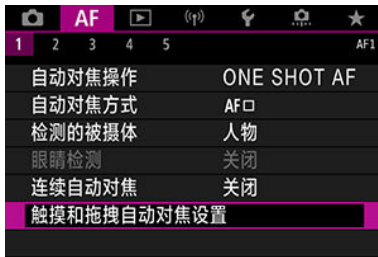 AF
1 2 3 4 5 AF1
自动对焦操作 ONE SHOT AF
自动对焦方式 AF□
检测的被摄体 人物
眼睛检测 关闭
连续自动对焦 关闭
触摸和拖拽自动对焦设置